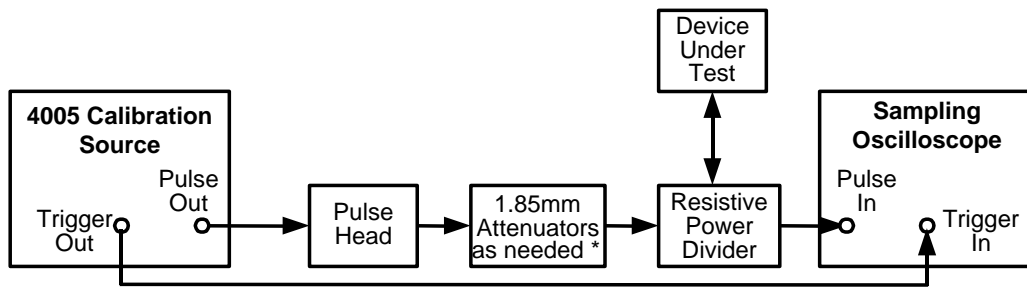 Device
Under
Test
4005 Calibration
Source
Pulse
Out
Trigger
Out
Pulse
Head
1.85mm
Attenuators
as needed *
Resistive
Power
Divider
Sampling
Oscilloscope
Pulse
In
Trigger
In